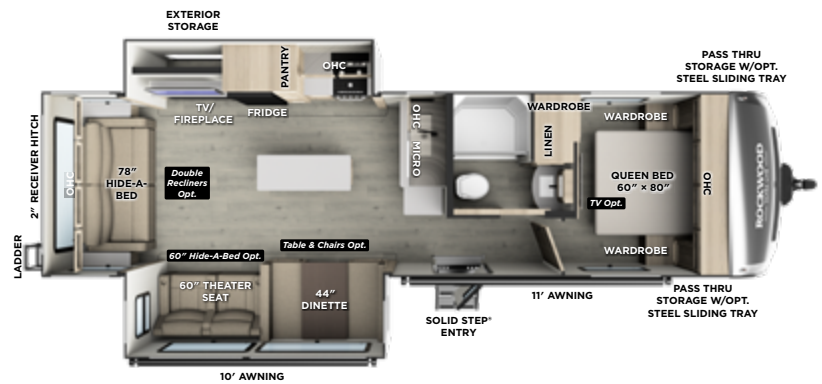 EXTERIOR
STORAGE
PASS THRU
STORAGE W/OPT.
STEEL SLIDING TRAY
PANTRY
OHC
TV/
FIREPLACE
FRIDGE
OHC
MICRO
WARDROBE
LINEN
WARDROBE
2" RECEIVER HITCH
OHC
78"
HIDE-A-
BED
Double
Recliners
Opt.
QUEEN BED
60" × 80"
OHC
ROCKWOOD
TV Opt.
LADDER
60" Hide-A-Bed Opt.
Table & Chairs Opt.
WARDROBE
60" THEATER
SEAT
44"
DINETTE
11' AWNING
SOLID STEP®
ENTRY
PASS THRU
STORAGE W/OPT.
STEEL SLIDING TRAY
10' AWNING